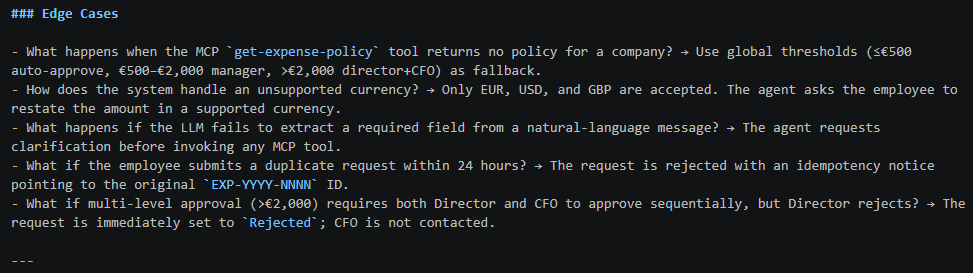 ### Edge Cases
- What happens when the MCP `get-expense-policy` tool returns no policy for a company? → Use global thresholds (≤€500
auto-approve, €500–€2,000 manager, >€2,000 director+CFO) as fallback.
- How does the system handle an unsupported currency? → Only EUR, USD, and GBP are accepted. The agent asks the employee to
restate the amount in a supported currency.
- What happens if the LLM fails to extract a required field from a natural-language message? → The agent requests
clarification before invoking any MCP tool.
- What if the employee submits a duplicate request within 24 hours? → The request is rejected with an idempotency notice
pointing to the original `EXP-YYYY-NNNN` ID.
- What if multi-level approval (>€2,000) requires both Director and CFO to approve sequentially, but Director rejects? → The
request is immediately set to `Rejected`; CFO is not contacted.
---